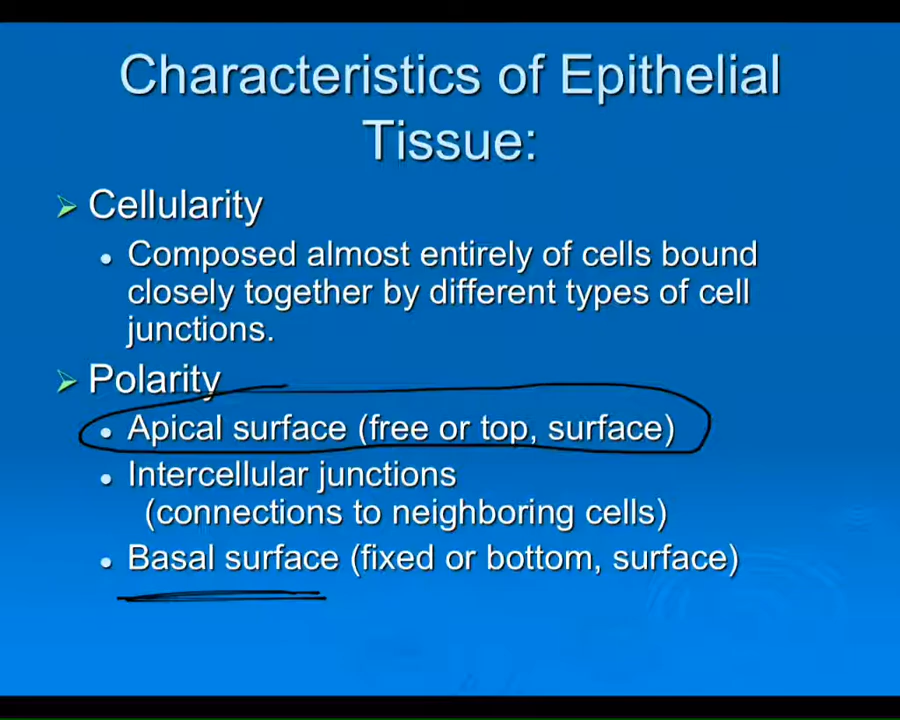 Characteristics of Epithelial
Tissue:
Cellularity
Composed almost entirely of cells bound
closely together by different types of cell
junctions.
Polarity
Apical surface (free or top, surface)
Intercellular junctions
(connections to neighboring cells)
Basal surface (fixed or bottom, surface)